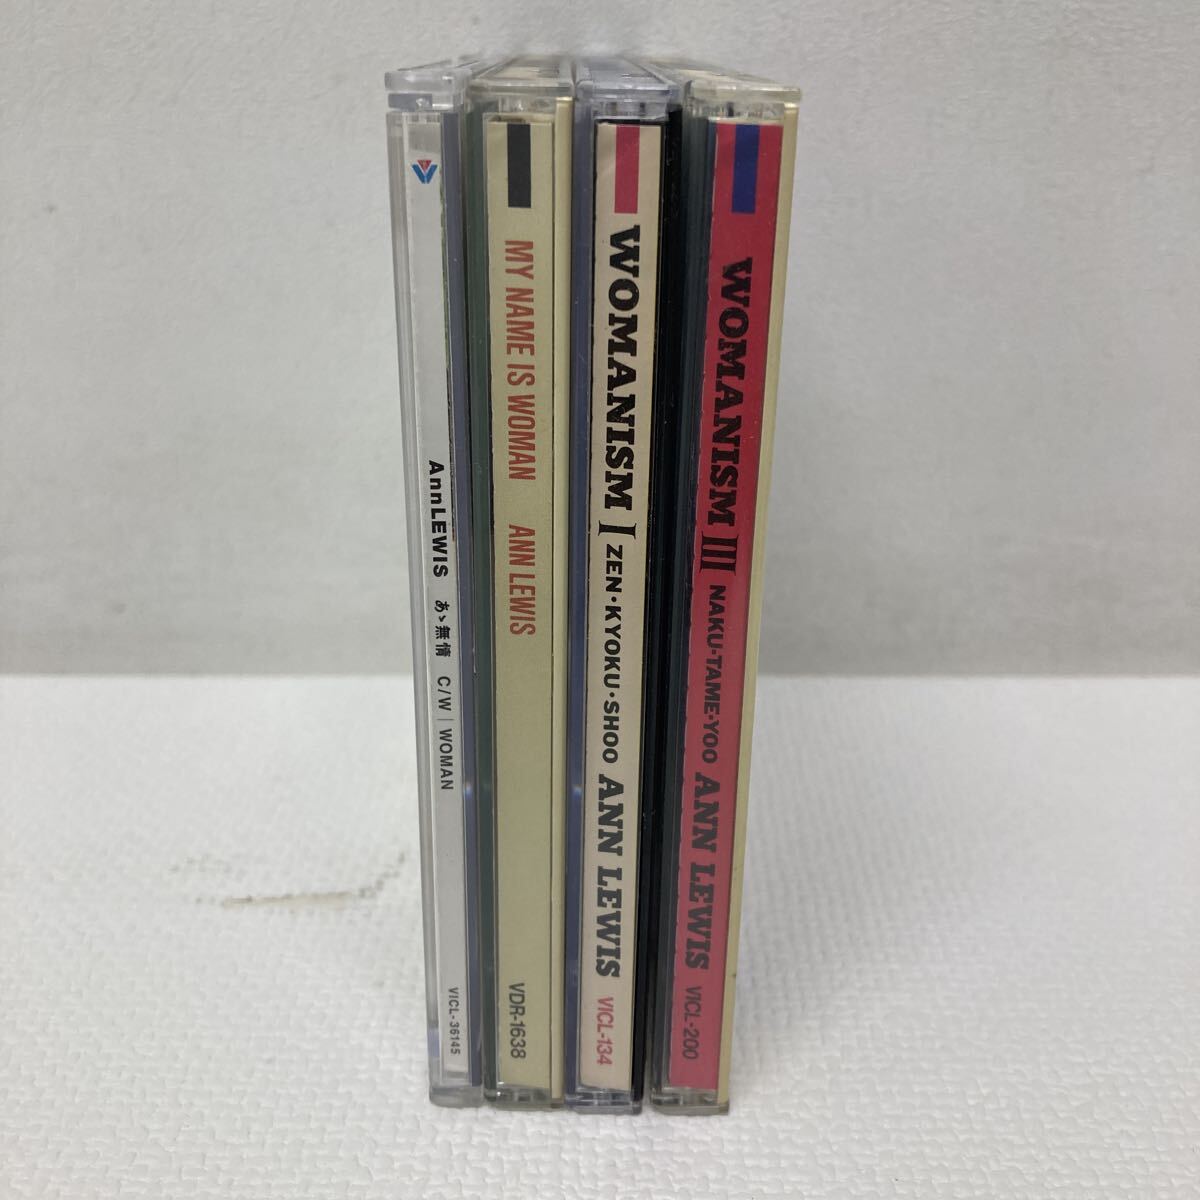 AnnLEWIS あゝ無情 C/W | WOMAN VICL-36145
MY NAME IS WOMAN ANN LEWIS VDR-1638
WOMANISM I ZEN・KYOKU・SHOO ANN LEWIS VICL-134
WOMANISM III NAKU-TAME-YOO ANN LEWIS VICL-200